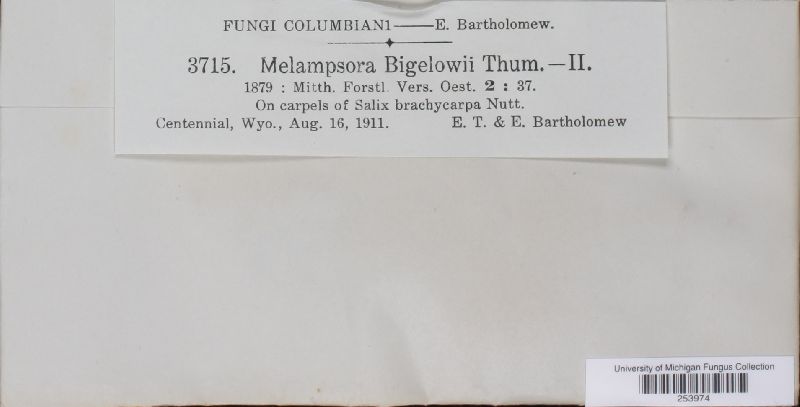 FUNGI COLUMBIANI—E. Bartholomew.
3715. Melampsora Bigelowii Thum.—II.
1879 : Mitth. Forstl. Vers. Oest. 2 : 37.
On carpels of Salix brachycarpa Nutt.
Centennial, Wyo., Aug. 16, 1911. E. T. & E. Bartholomew
University of Michigan Fungus Collection
253974